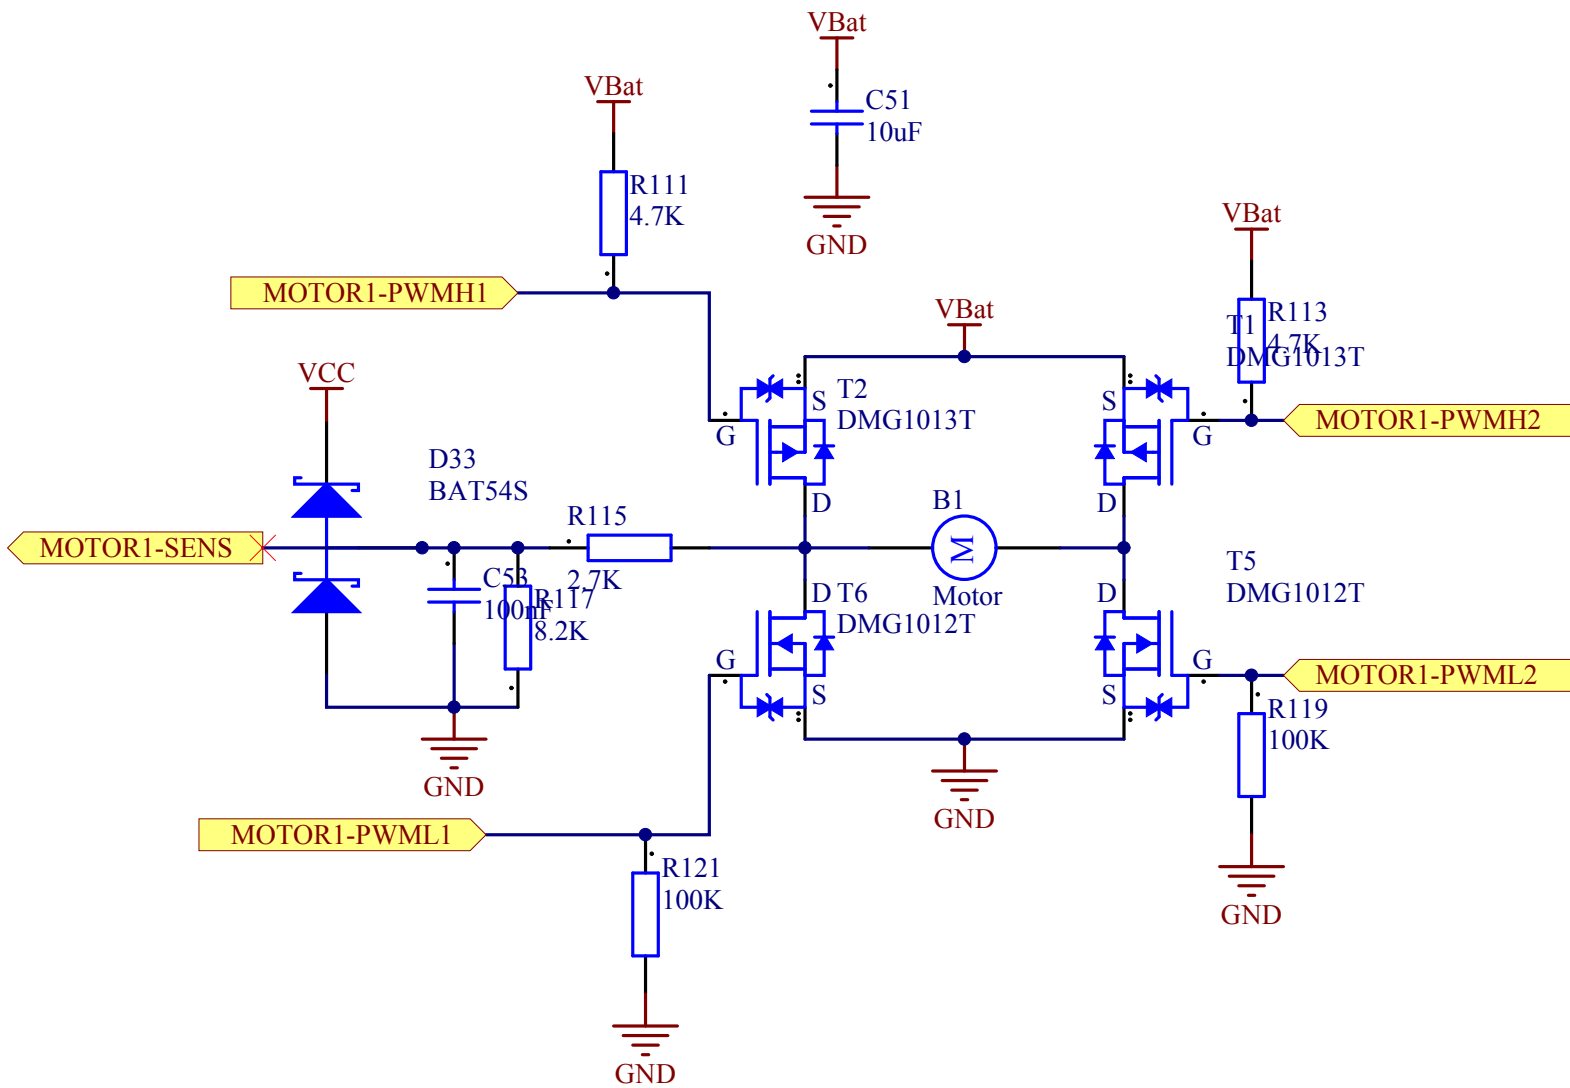 VBat
C51
10uF
GND
VBat
R111
4.7K
MOTOR1-PWMH1
VBat
R113
4.7K
T1
DMG1013T
MOTOR1-PWMH2
VBat
S
T2
DMG1013T
G
D
S
G
D
VCC
D33
BAT54S
MOTOR1-SENS
R115
2.7K
C53
100nF
R117
8.2K
GND
B1
M
Motor
D
T6
DMG1012T
G
S
D
G
S
T5
DMG1012T
MOTOR1-PWML2
R119
100K
GND
GND
MOTOR1-PWML1
R121
100K
GND